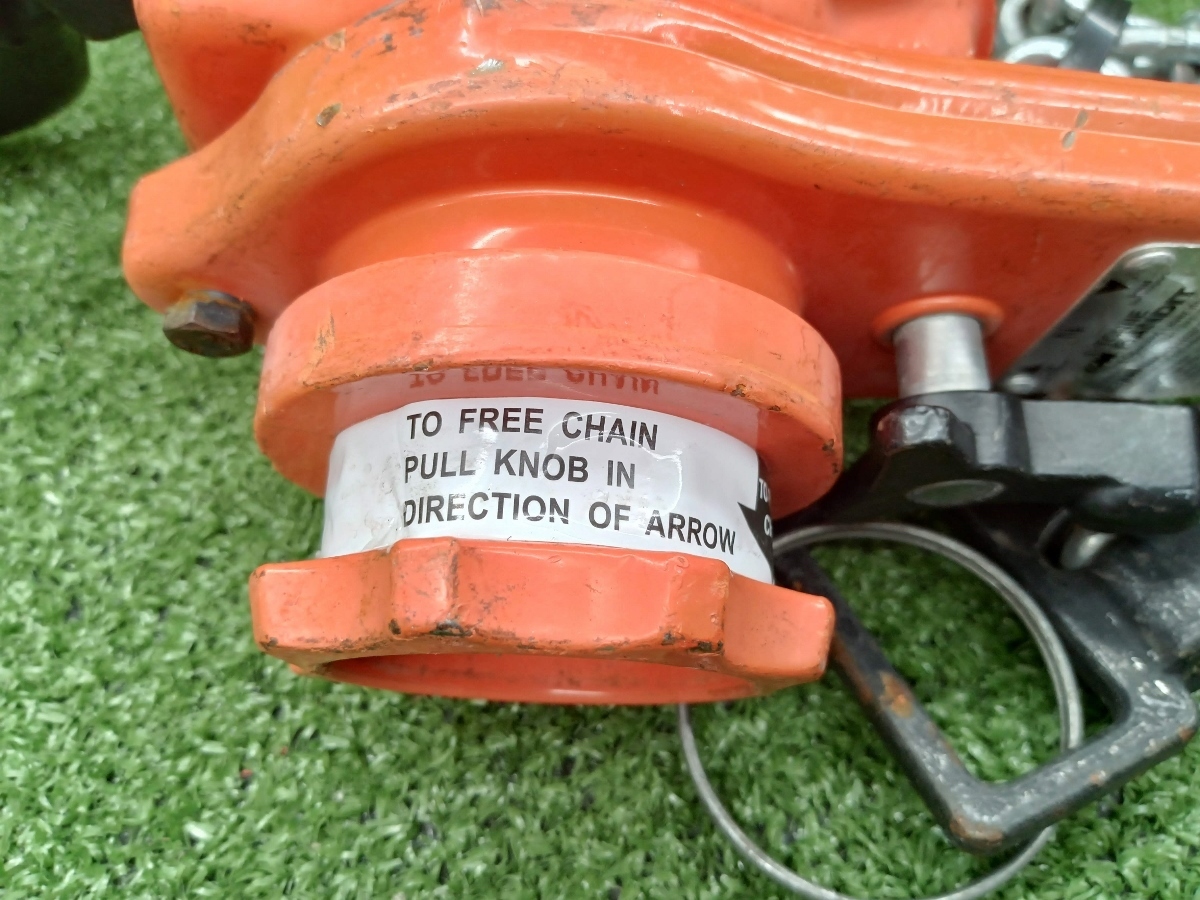 TO FREE CHAIN
PULL KNOB IN
DIRECTION OF ARROW